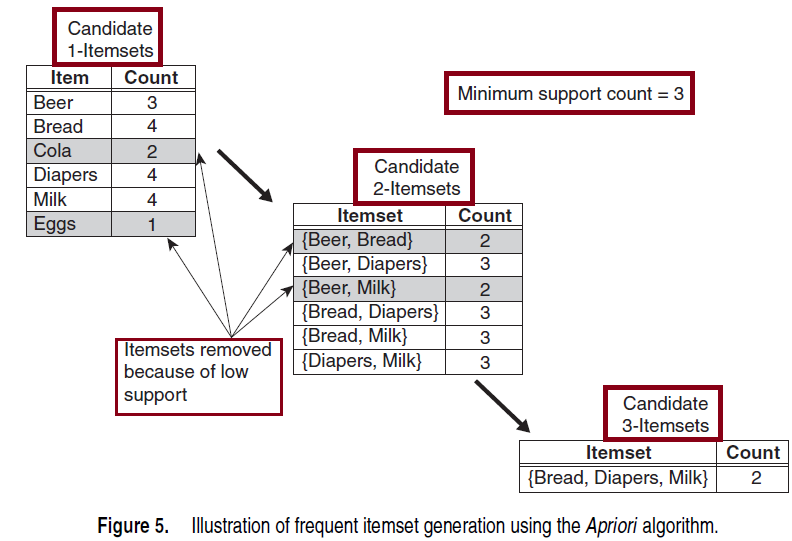 Candidate
1-Itemsets
Item Count
Beer 3
Bread 4
Cola 2
Diapers 4
Milk 4
Eggs 1
Minimum support count = 3
Candidate
2-Itemsets
Itemset Count
{Beer, Bread} 2
{Beer, Diapers} 3
{Beer, Milk} 2
{Bread, Diapers} 3
{Bread, Milk} 3
{Diapers, Milk} 3
Itemsets removed
because of low
support
Candidate
3-Itemsets
Itemset Count
{Bread, Diapers, Milk} 2
Figure 5. Illustration of frequent itemset generation using the Apriori algorithm.